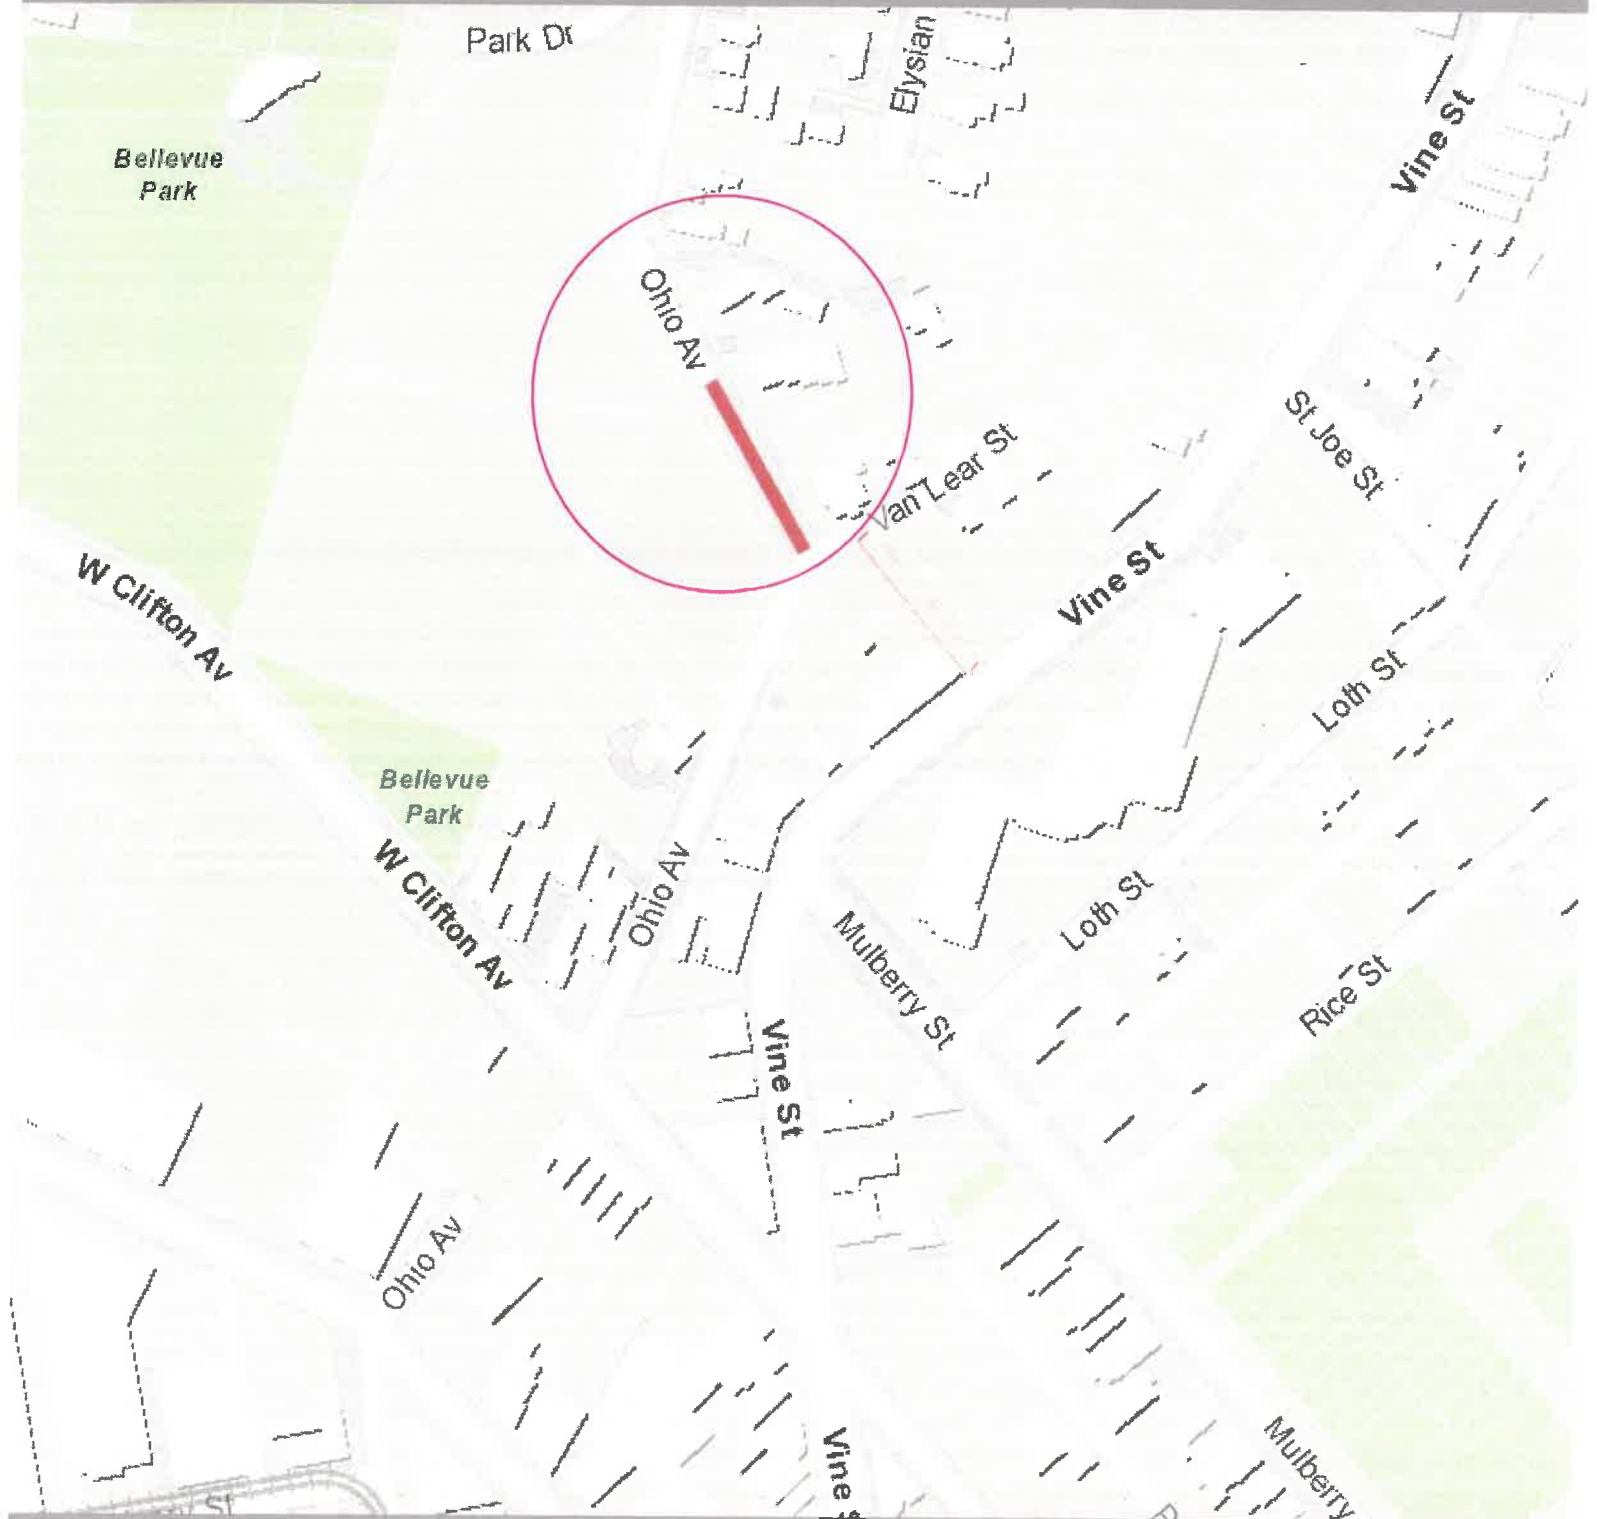 Park Dr
Elysian
Vine St
Bellevue
Park
Ohio Av
St Joe St
Van Lear St
Vine St
W Clifton Av
Loth St
Bellevue
Park
W Clifton Av
Ohio Av
Loth St
Mulberry St
Rice St
Vine St
Ohio Av
Mulberry
Vine
St